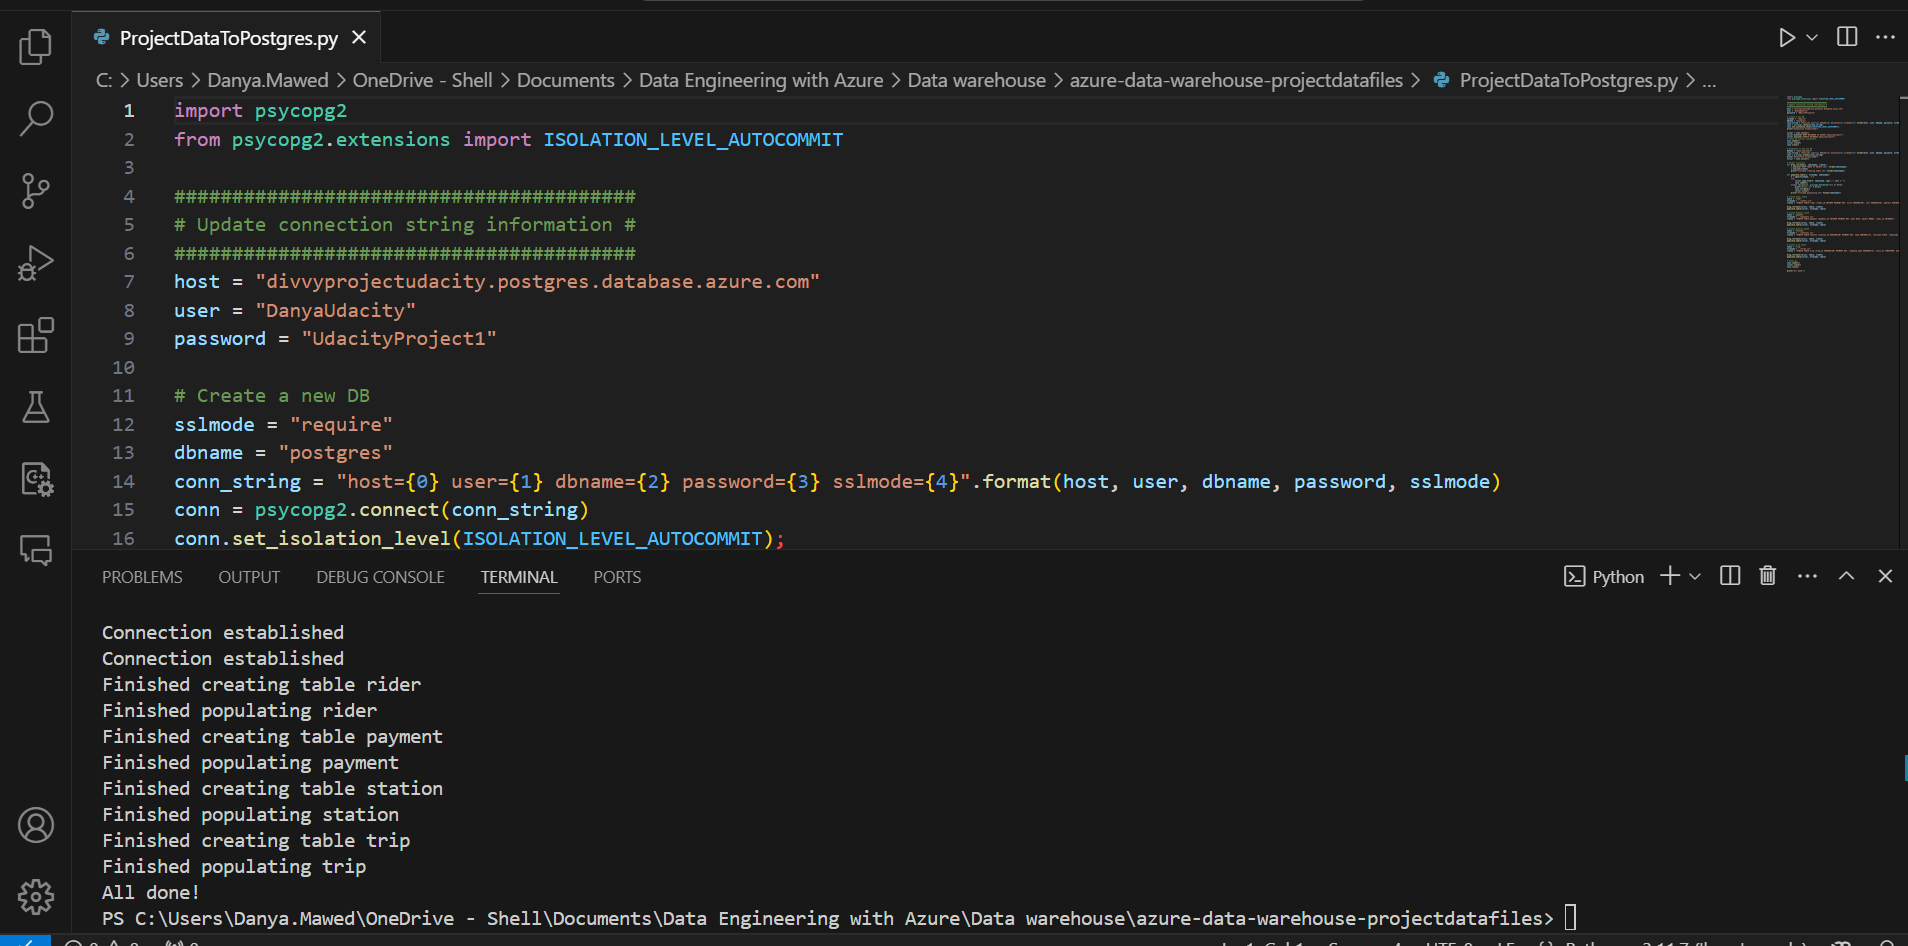 ProjectDataToPostgres.py
C: > Users > Danya.Mawed > OneDrive - Shell > Documents > Data Engineering with Azure > Data warehouse > azure-data-warehouse-projectdatafiles > ProjectDataToPostgres.py > ...
1 import psycopg2
2 from psycopg2.extensions import ISOLATION_LEVEL_AUTOCOMMIT
3
4 ########################################
5 # Update connection string information #
6 ########################################
7 host = "divvyprojectudacity.postgres.database.azure.com"
8 user = "DanyaUdacity"
9 password = "UdacityProject1"
10
11 # Create a new DB
12 sslmode = "require"
13 dbname = "postgres"
14 conn_string = "host={0} user={1} dbname={2} password={3} sslmode={4}".format(host, user, dbname, password, sslmode)
15 conn = psycopg2.connect(conn_string)
16 conn.set_isolation_level(ISOLATION_LEVEL_AUTOCOMMIT);
PROBLEMS OUTPUT DEBUG CONSOLE TERMINAL PORTS Python
Connection established
Connection established
Finished creating table rider
Finished populating rider
Finished creating table payment
Finished populating payment
Finished creating table station
Finished populating station
Finished creating table trip
Finished populating trip
All done!
PS C:\Users\Danya.Mawed\OneDrive - Shell\Documents\Data Engineering with Azure\Data warehouse\azure-data-warehouse-projectdatafiles>